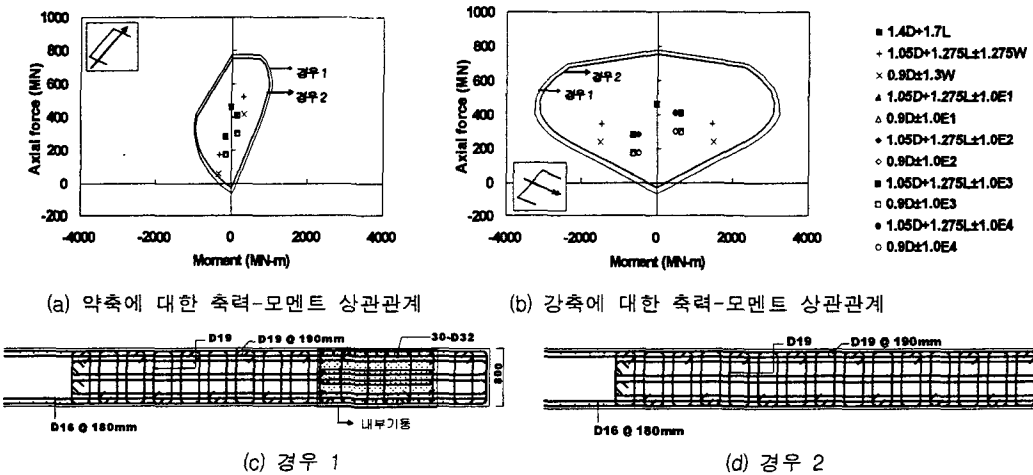 1000
800
600
400
200
0
200
Axial force (MN)
-4000
-2000
0
2000
4000
Moment (MN-m)
경우 1
경우 2
1000
800
600
400
200
0
200
Axial force (MN)
-4000
-2000
0
2000
4000
Moment (MN-m)
경우 2
경우 1
1.4D+1.7L
1.05D+1.275L±1.275W
0.9D±1.3W
1.05D+1.275L±1.0E1
0.9D±1.0E1
1.05D+1.275L±1.0E2
0.9D±1.0E2
1.05D+1.275L±1.0E3
0.9D±1.0E3
1.05D+1.275L±1.0E4
0.9D±1.0E4
(a) 약축에 대한 축력-모멘트 상관관계
(b) 강축에 대한 축력-모멘트 상관관계
D19
D19 @ 190mm
30-D32
800
D16 @ 180mm
내부기둥
(c) 경우 1
D19
D19 @ 190mm
D16 @ 180mm
(d) 경우 2